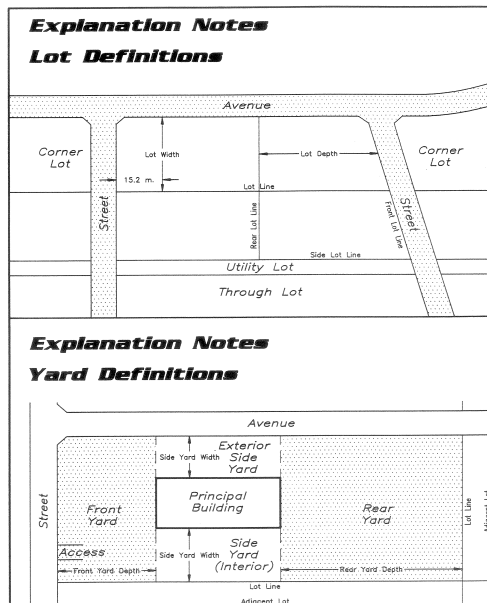 Explanation Notes
Lot Definitions
Avenue
Corner
Lot
Lot Width
Lot Depth
Corner
Lot
15.2 m.
Lot Line
Street
Rear Lot Line
Front Lot Line
Street
Side Lot Line
Utility Lot
Through Lot
Explanation Notes
Yard Definitions
Avenue
Side Yard Width
Exterior
Side
Yard
Street
Front
Yard
Principal
Building
Rear
Yard
Lot Line
Access
Side Yard Width
Side
Yard
(Interior)
Front Yard Depth
Rear Yard Depth
Lot Line
Adjacent Lot